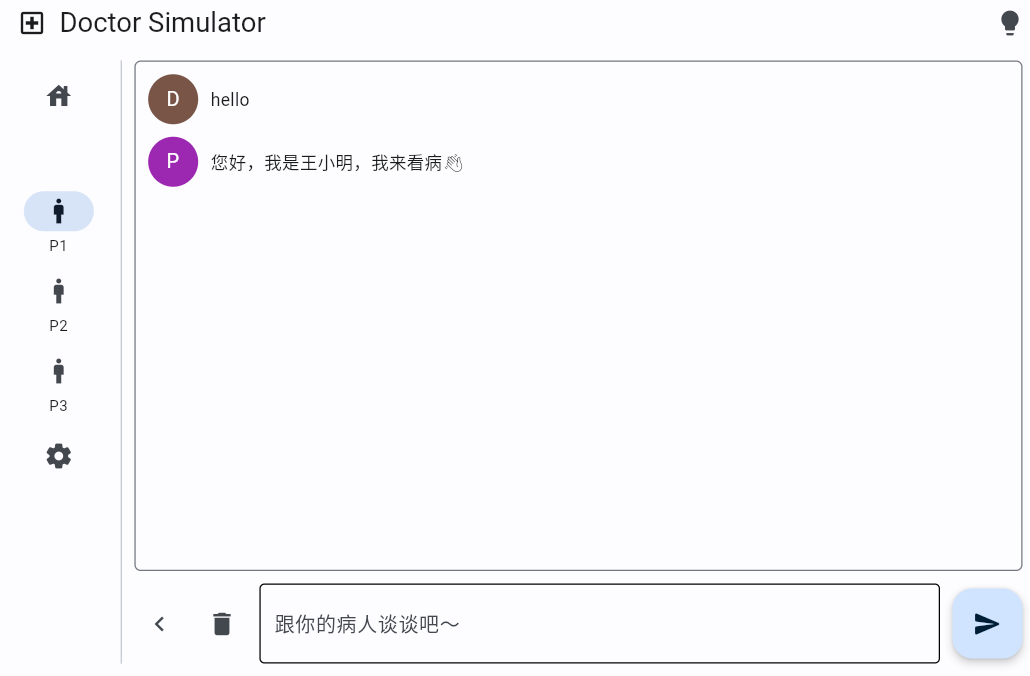 Doctor Simulator
D
hello
P
您好，我是王小明，我来看病👋
P1
P2
P3
跟你的病人谈谈吧～